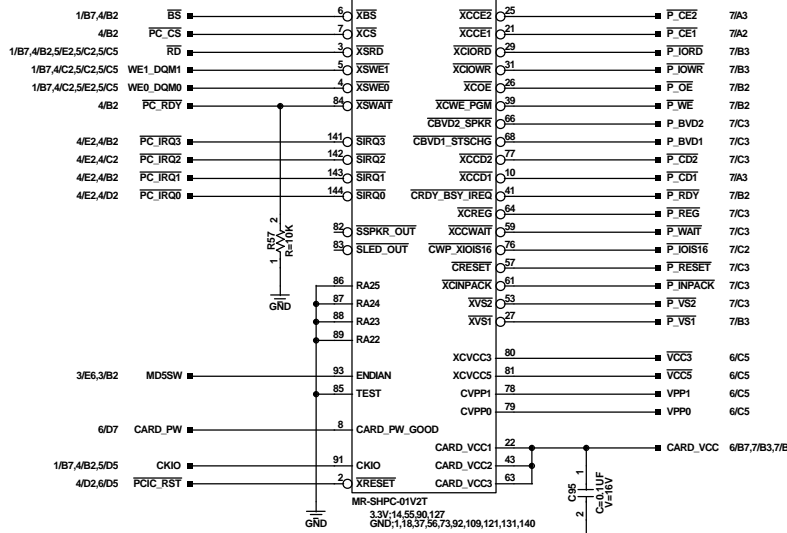 1/B7,4/B2 BS 6 XBS XCCE2 25 P_CE2 7/A3
4/B2 PC_CS 7 XCS XCCE1 21 P_CE1 7/A2
1/B7,4/B2,5/E2,5/C2,5/C5 RD 3 XSRD XCIORD 29 P_IORD 7/B3
1/B7,4/C2,5/C2,5/C5 WE1_DQM1 5 XSWE1 XCIOWR 31 P_IOWR 7/B3
1/B7,4/C2,5/E2,5/C5 WE0_DQM0 4 XSWE0 XCOE 26 P_OE 7/B2
4/B2 PC_RDY 84 XSWAIT XCWE_PGM 39 P_WE 7/B2
CBVD2_SPKR 66 P_BVD2 7/C3
4/E2,4/B2 PC_IRQ3 141 SIRQ3 CBVD1_STSCHG 68 P_BVD1 7/C3
4/E2,4/C2 PC_IRQ2 142 SIRQ2 XCCD2 77 P_CD2 7/C3
4/E2,4/B2 PC_IRQ1 143 SIRQ1 XCCD1 10 P_CD1 7/A3
4/E2,4/D2 PC_IRQ0 144 SIRQ0 CRDY_BSY_IREQ 41 P_RDY 7/B2
XCREG 64 P_REG 7/C3
2 R57 R=10K 1 82 SSPKR_OUT XCCWAIT 59 P_WAIT 7/C3
83 SLED_OUT CWP_XIOIS16 76 P_IOIS16 7/C2
CRESET 57 P_RESET 7/C3
GND 86 RA25 XCINPACK 61 P_INPACK 7/C3
87 RA24 XVS2 53 P_VS2 7/C3
88 RA23 XVS1 27 P_VS1 7/B3
89 RA22
XCVCC3 80 VCC3 6/C5
3/E6,3/B2 MD5SW 93 ENDIAN XCVCC5 81 VCC5 6/C5
85 TEST CVPP1 78 VPP1 6/C5
CVPP0 79 VPP0 6/C5
6/D7 CARD_PW 8 CARD_PW_GOOD
CARD_VCC1 22 CARD_VCC 6/B7,7/B3,7/B
1/B7,4/B2,5/D5 CKIO 91 CKIO CARD_VCC2 43
4/D2,6/D5 PCIC_RST 2 XRESET CARD_VCC3 63
1 C95 C=0.1UF V=16V 2
MR-SHPC-01V2T
GND 3.3V;14,55,90,127
GND;1,18,37,56,73,92,109,121,131,140